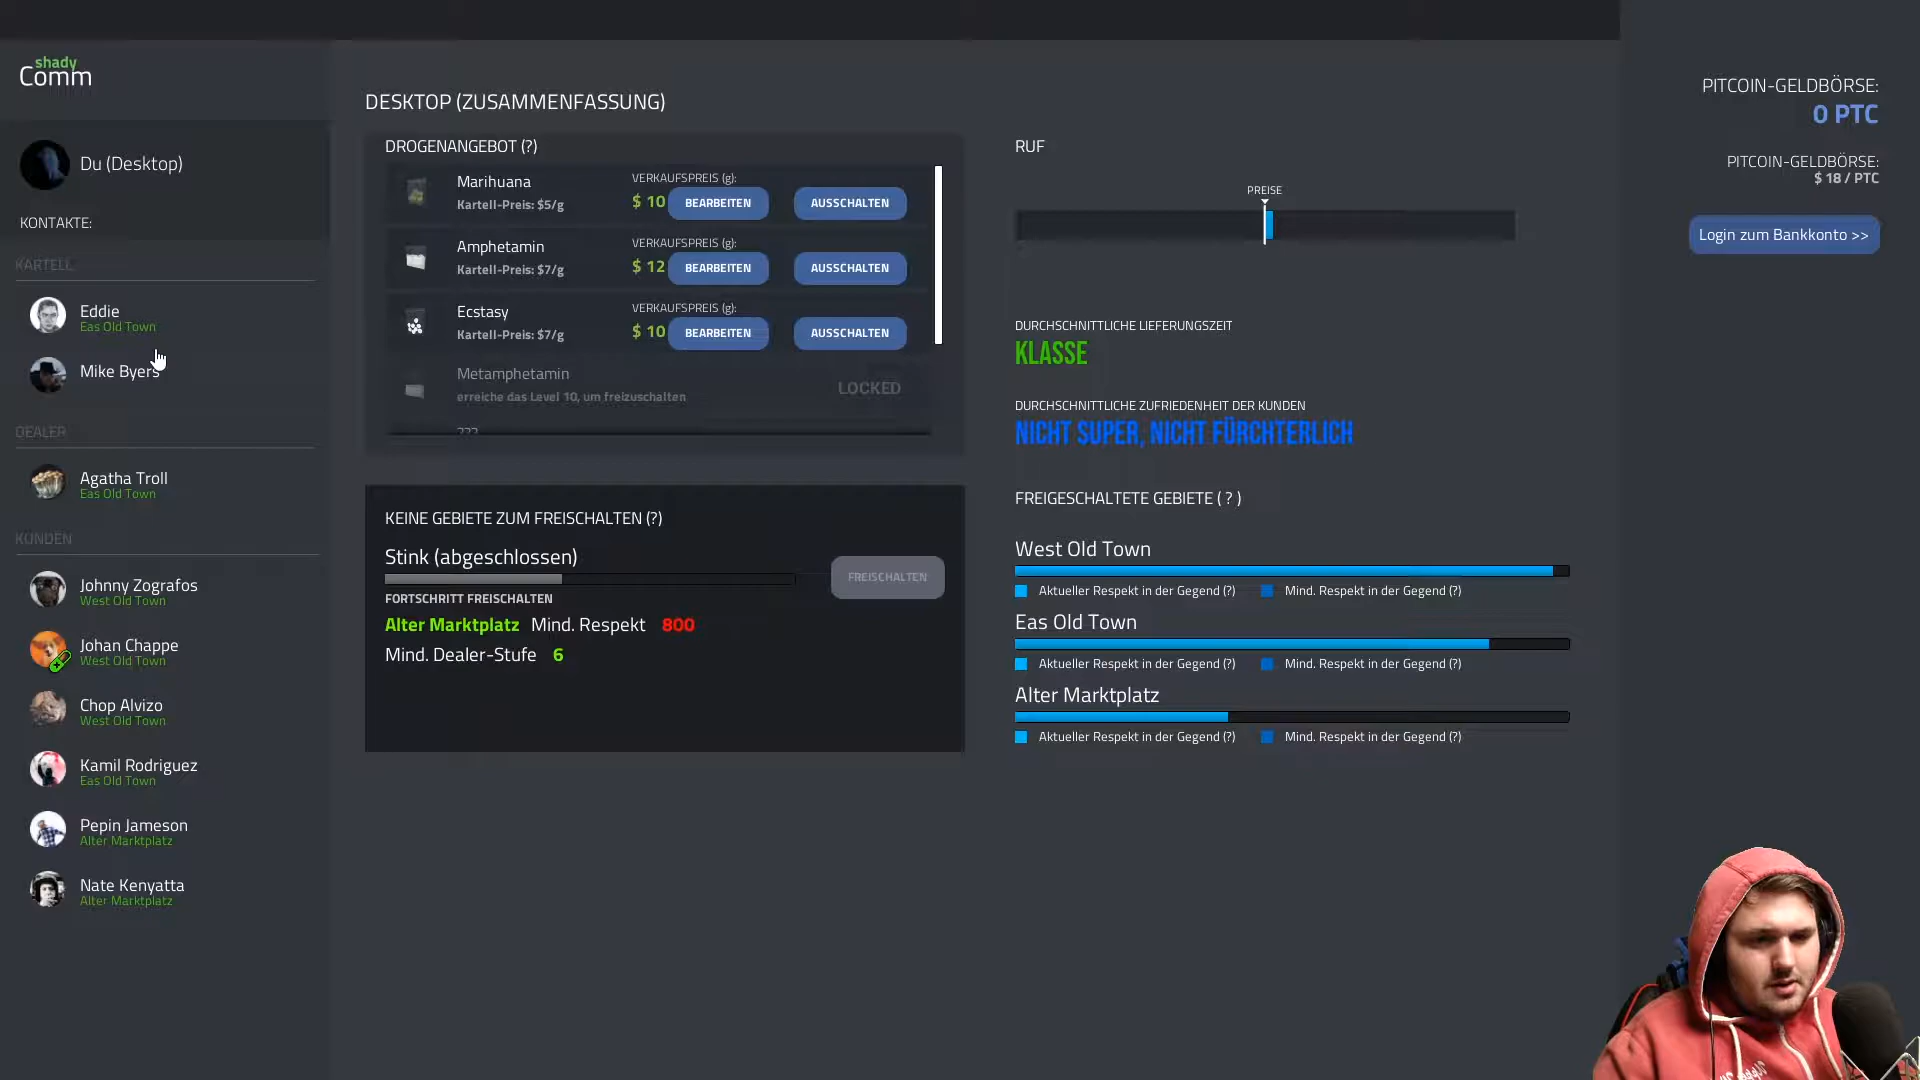 shady
Comm
Du (Desktop)
KONTAKTE:
KARTELL
Eddie
Eas Old Town
Mike Byers
DEALER
Agatha Troll
Eas Old Town
KUNDEN
Johnny Zografos
West Old Town
Johan Chappe
West Old Town
Chop Alvizo
West Old Town
Kamil Rodriguez
Eas Old Town
Pepin Jameson
Alter Marktplatz
Nate Kenyatta
Alter Marktplatz
DESKTOP (ZUSAMMENFASSUNG)
DROGENANGEBOT (?)
Marihuana
Kartell-Preis: $5/g
VERKAUFSPREIS (g):
$ 10
BEARBEITEN
AUSSCHALTEN
Amphetamin
Kartell-Preis: $7/g
VERKAUFSPREIS (g):
$ 12
BEARBEITEN
AUSSCHALTEN
Ecstasy
Kartell-Preis: $7/g
VERKAUFSPREIS (g):
$ 10
BEARBEITEN
AUSSCHALTEN
Metamphetamin
erreiche das Level 10, um freizuschalten
LOCKED
???
KEINE GEBIETE ZUM FREISCHALTEN (?)
Stink (abgeschlossen)
FREISCHALTEN
FORTSCHRITT FREISCHALTEN
Alter Marktplatz Mind. Respekt 800
Mind. Dealer-Stufe 6
RUF
PREISE
DURCHSCHNITTLICHE LIEFERUNGSZEIT
KLASSE
DURCHSCHNITTLICHE ZUFRIEDENHEIT DER KUNDEN
NICHT SUPER, NICHT FÜRCHTERLICH
FREIGESCHALTETE GEBIETE ( ? )
West Old Town
Aktueller Respekt in der Gegend (?) Mind. Respekt in der Gegend (?)
Eas Old Town
Aktueller Respekt in der Gegend (?) Mind. Respekt in der Gegend (?)
Alter Marktplatz
Aktueller Respekt in der Gegend (?) Mind. Respekt in der Gegend (?)
PITCOIN-GELDBÖRSE:
0 PTC
PITCOIN-GELDBÖRSE:
$ 18 / PTC
Login zum Bankkonto >>